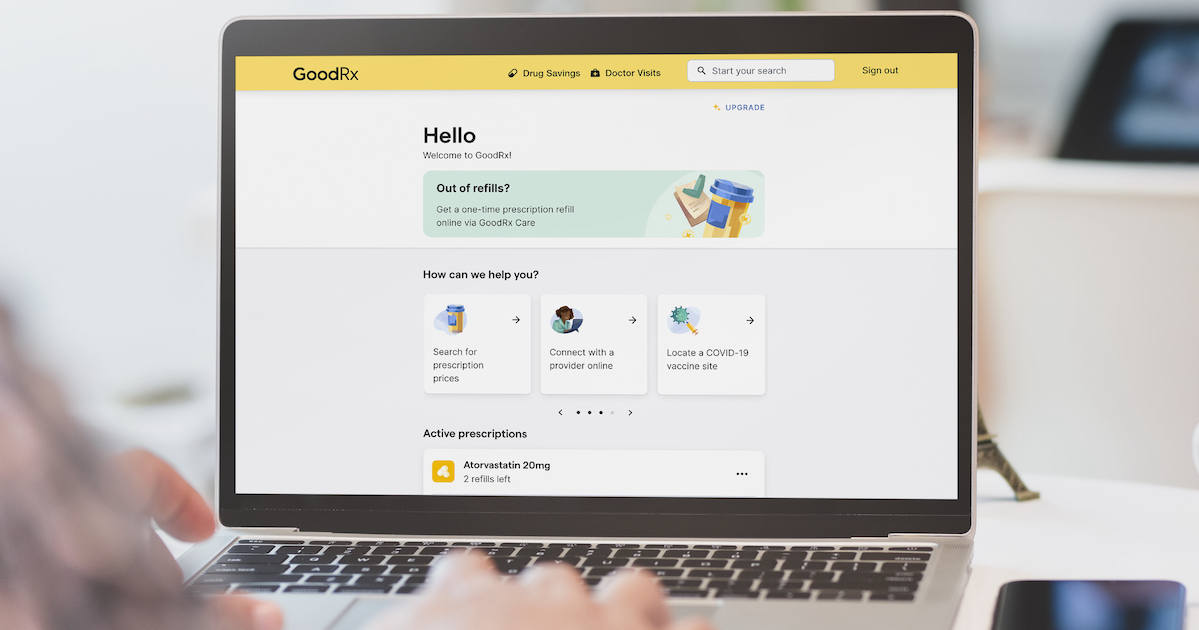 GoodRx
Drug Savings
Doctor Visits
Start your search
Sign out
UPGRADE
Hello
Welcome to GoodRx!
Out of refills?
Get a one-time prescription refill
online via GoodRx Care
How can we help you?
Search for
prescription
prices
Connect with a
provider online
Locate a COVID-19
vaccine site
Active prescriptions
Atorvastatin 20mg
2 refills left